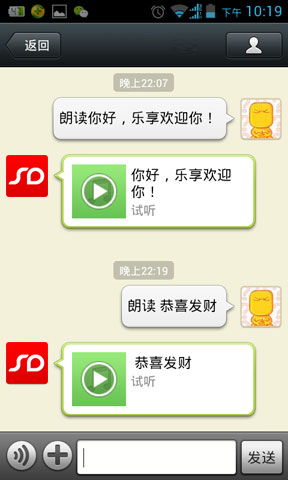 下午 10:19
返回
晚上22:07
朗读你好，乐享欢迎你！
你好，乐享欢迎
你！
试听
晚上22:19
朗读 恭喜发财
恭喜发财
试听
发送